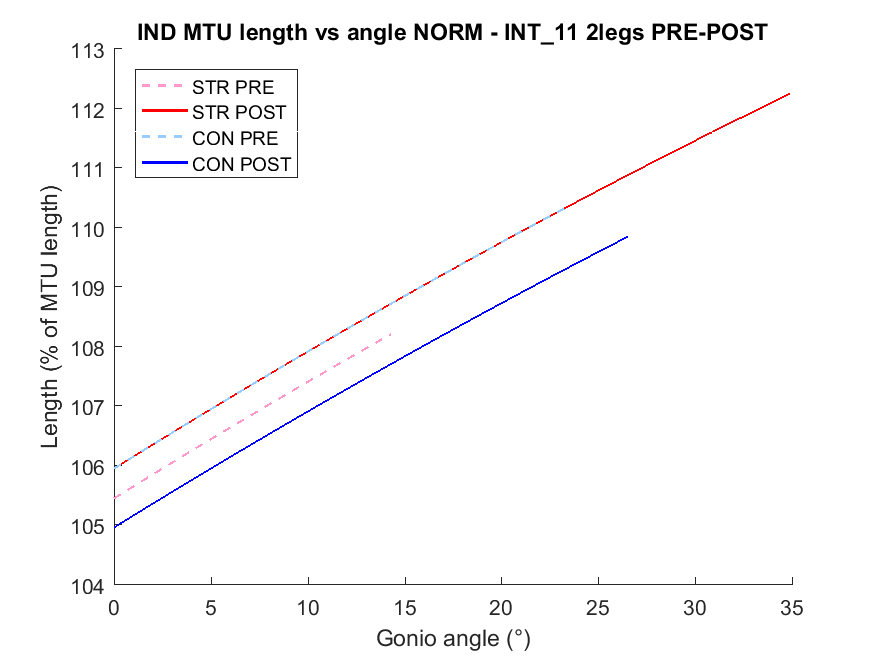 IND MTU length vs angle NORM - INT_11 2legs PRE-POST
113
112
111
110
109
108
107
106
105
104
Length (% of MTU length)
STR PRE
STR POST
CON PRE
CON POST
0 5 10 15 20 25 30 35
Gonio angle (°)